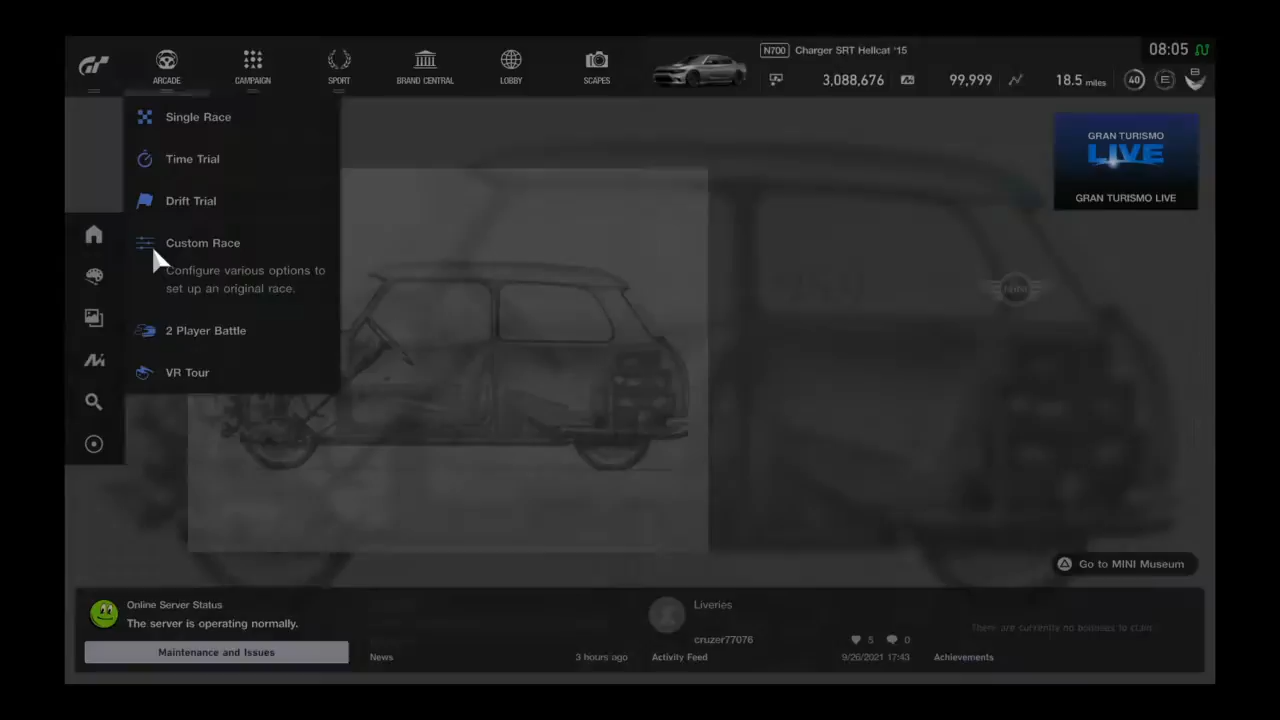 ARCADE
CAMPAIGN
SPORT
BRAND CENTRAL
LOBBY
SCAPES
N700 Charger SRT Hellcat '15
08:05
3,088,676
99,999
18.5 miles
40
E
Single Race
Time Trial
Drift Trial
Custom Race
Configure various options to
set up an original race.
2 Player Battle
VR Tour
GRAN TURISMO
LIVE
GRAN TURISMO LIVE
MINI
Go to MINI Museum
Online Server Status
The server is operating normally.
Maintenance and Issues
News
3 hours ago
Liveries
cruzer77076
5
0
Activity Feed
9/26/2021 17:43
There are currently no bonuses to claim.
Achievements